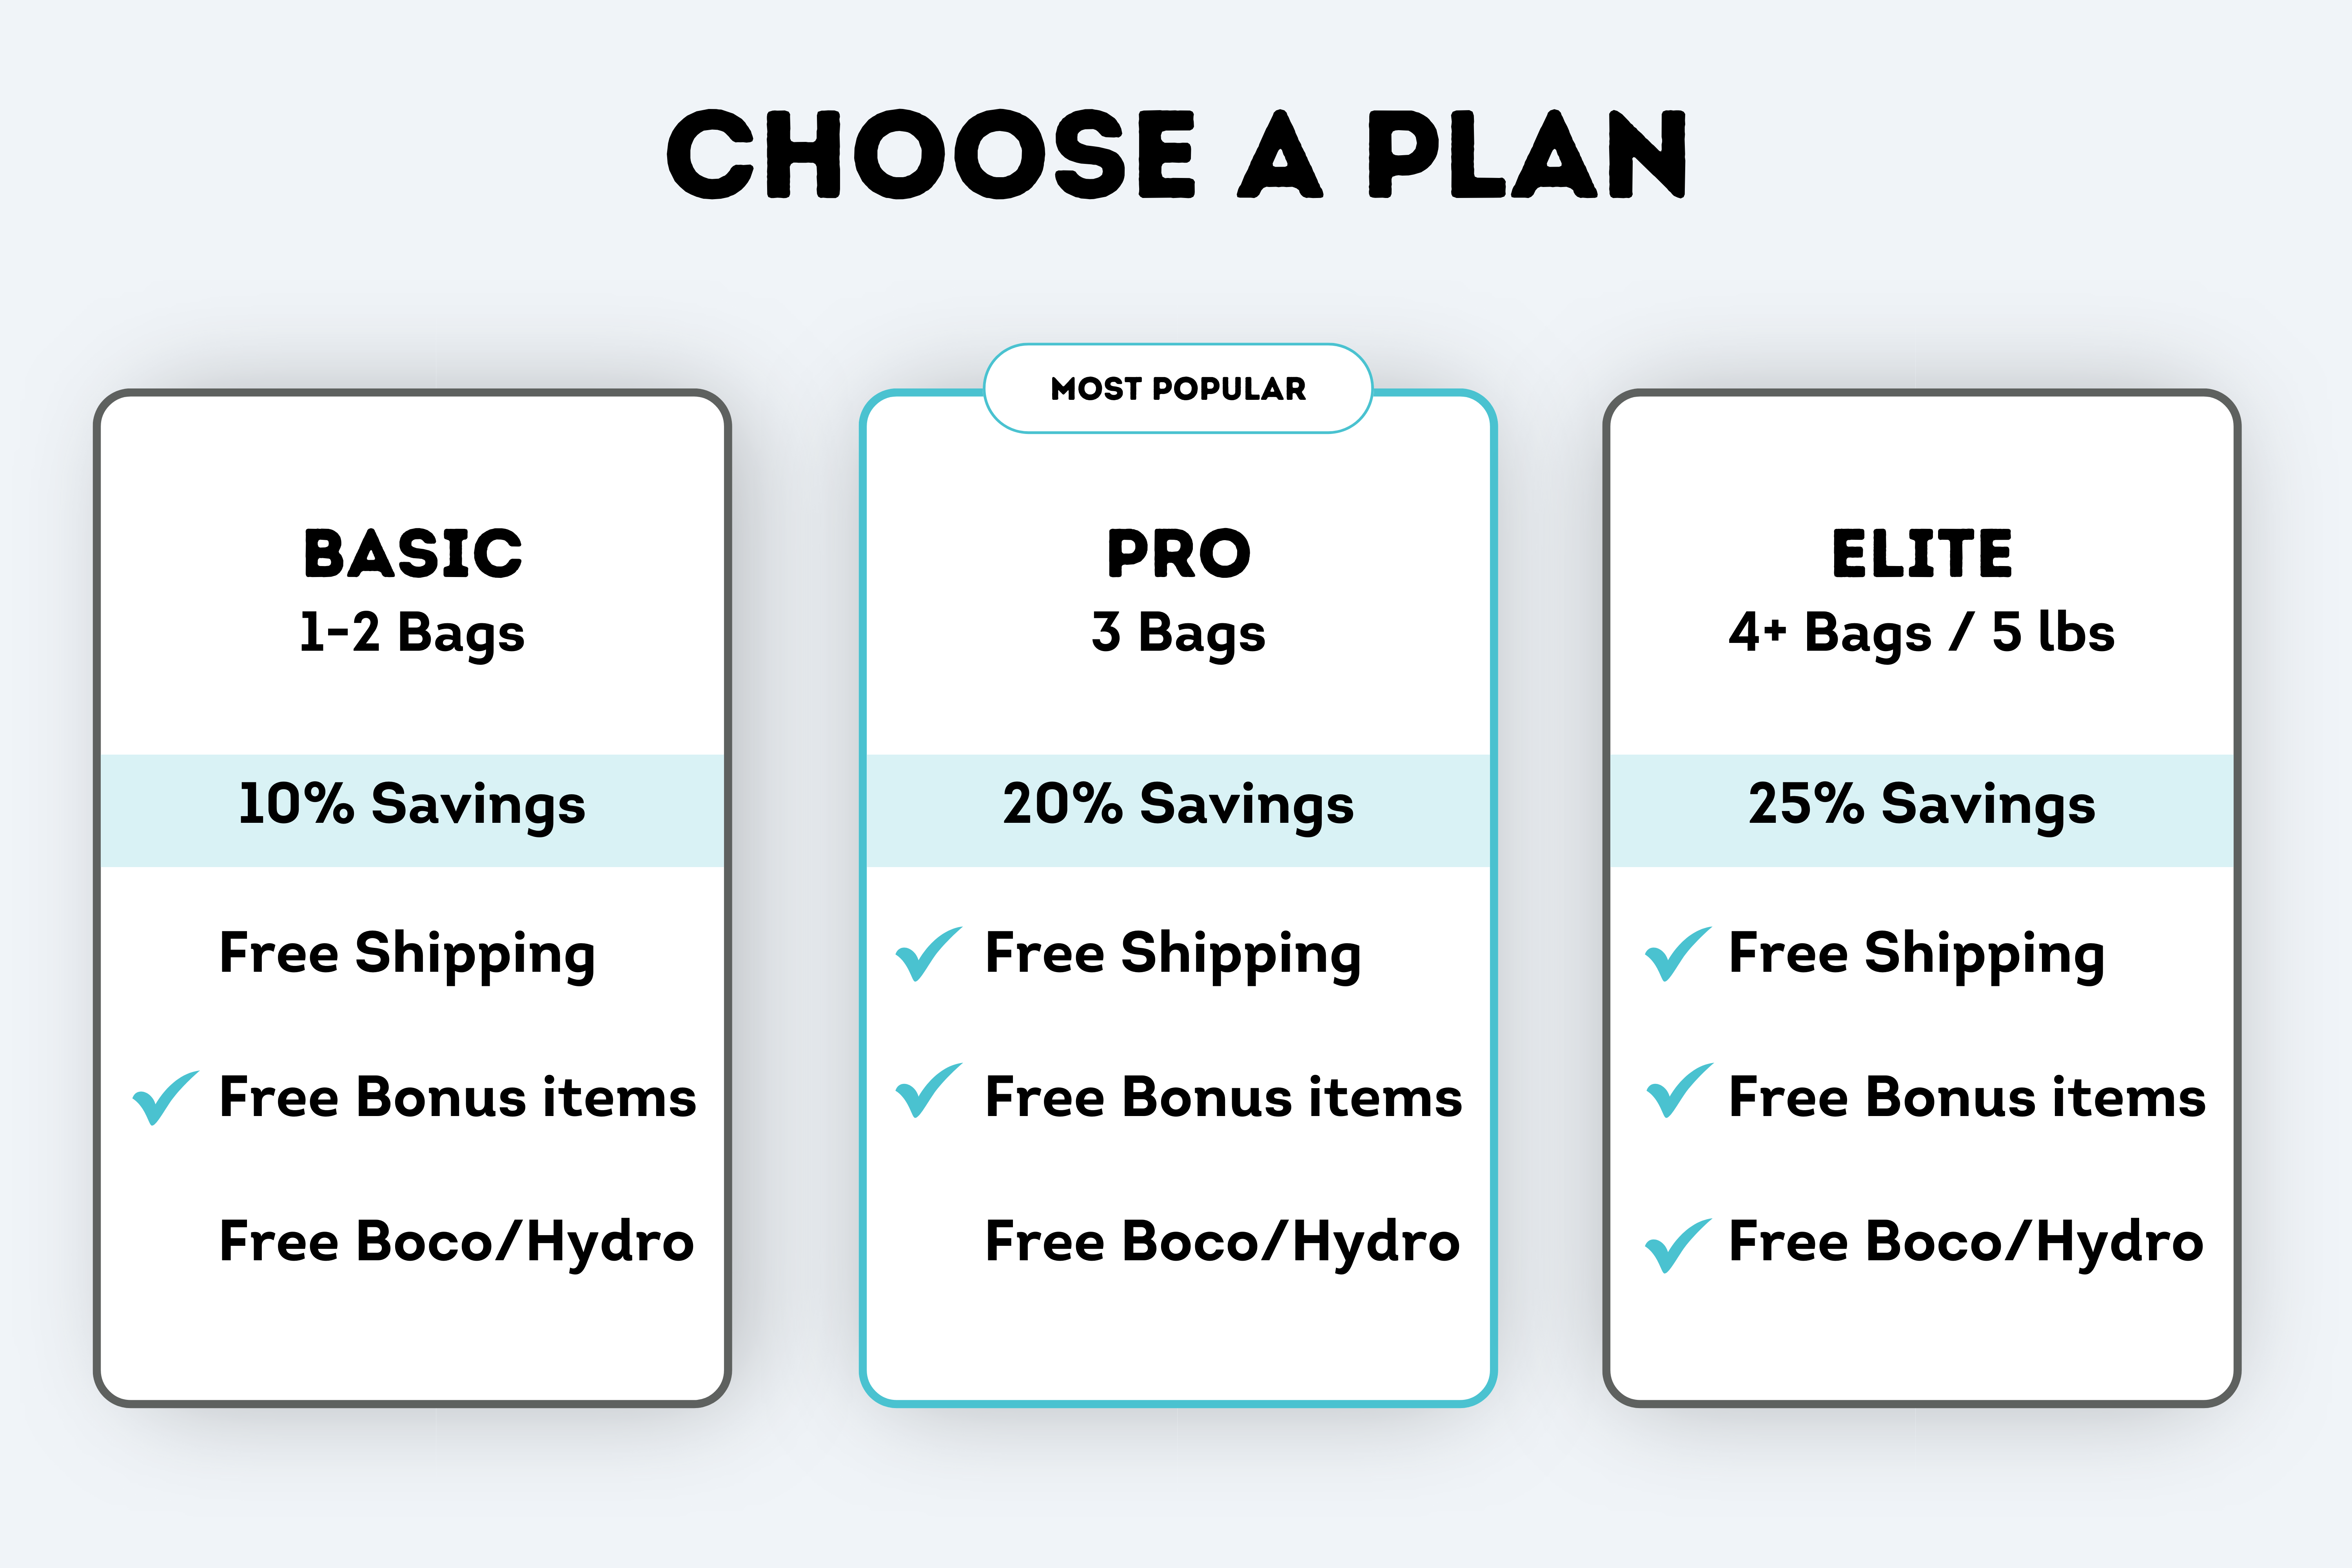 CHOOSE A PLAN
BASIC
1-2 Bags
10% Savings
Free Shipping
Free Bonus items
Free Boco/Hydro
MOST POPULAR
PRO
3 Bags
20% Savings
Free Shipping
Free Bonus items
Free Boco/Hydro
ELITE
4+ Bags / 5 lbs
25% Savings
Free Shipping
Free Bonus items
Free Boco/Hydro